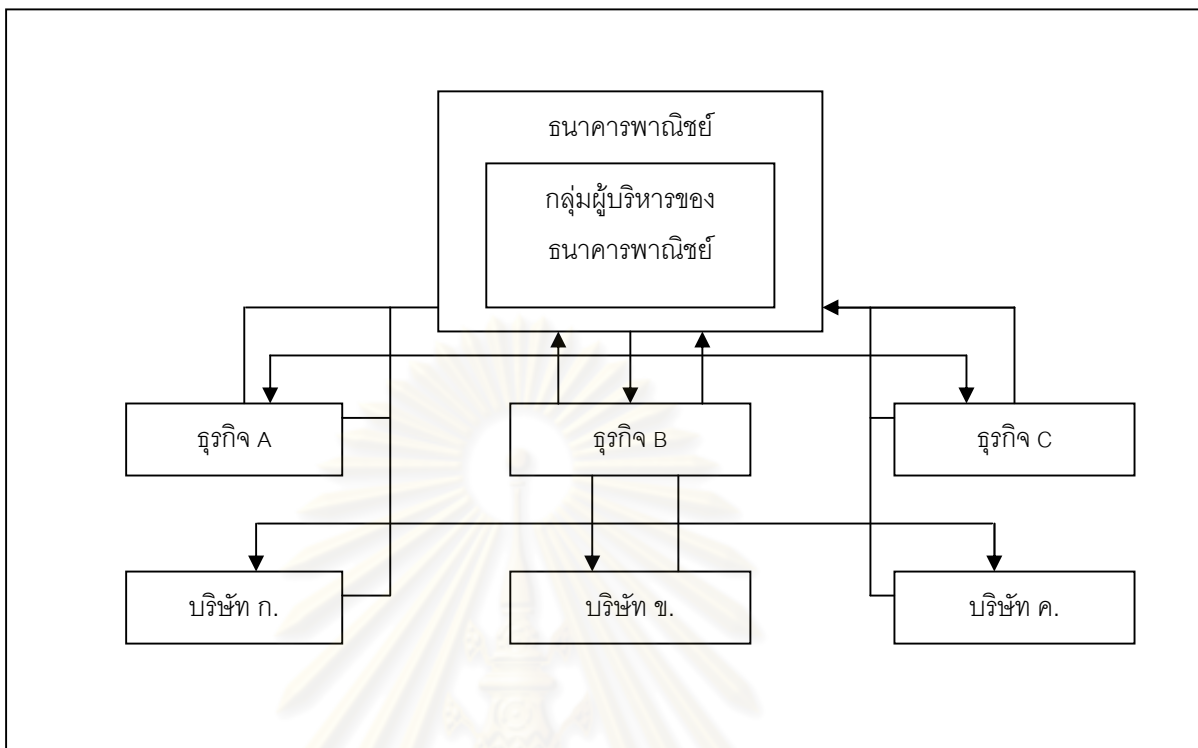 ธนาคารพาณิชย์
กลุ่มผู้บริหารของ
ธนาคารพาณิชย์
ธุรกิจ A
ธุรกิจ B
ธุรกิจ C
บริษัท ก.
บริษัท ข.
บริษัท ค.